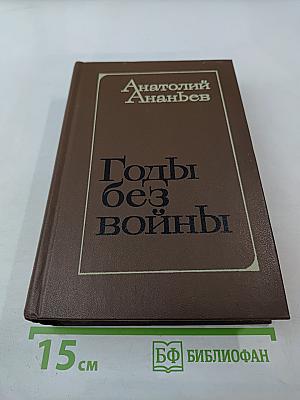 Анатолий
Ананьев
Годы
без
войны
15 см
БФ БИБЛИОФАН